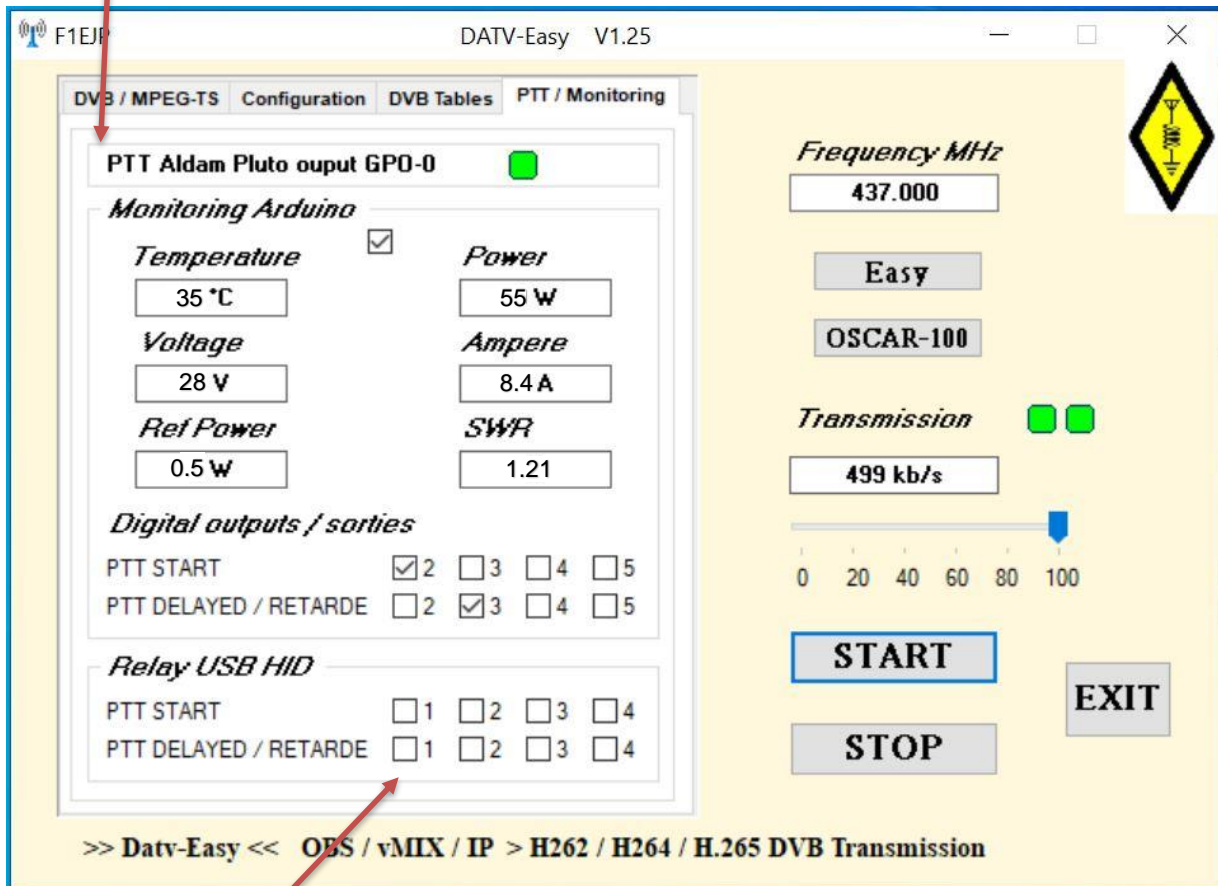 F1EJP DATV-Easy V1.25
DVB / MPEG-TS Configuration DVB Tables PTT / Monitoring
PTT Aldam Pluto ouput GPO-0
Monitoring Arduino
Temperature Power
35 °C 55 W
Voltage Ampere
28 V 8.4 A
Ref Power SWR
0.5 W 1.21
Digital outputs / sorties
PTT START 2 3 4 5
PTT DELAYED / RETARDE 2 3 4 5
Relay USB HID
PTT START 1 2 3 4
PTT DELAYED / RETARDE 1 2 3 4
Frequency MHz
437.000
Easy
OSCAR-100
Transmission
499 kb/s
0 20 40 60 80 100
START
STOP
EXIT
>> Datv-Easy << OBS / vMIX / IP > H262 / H264 / H.265 DVB Transmission